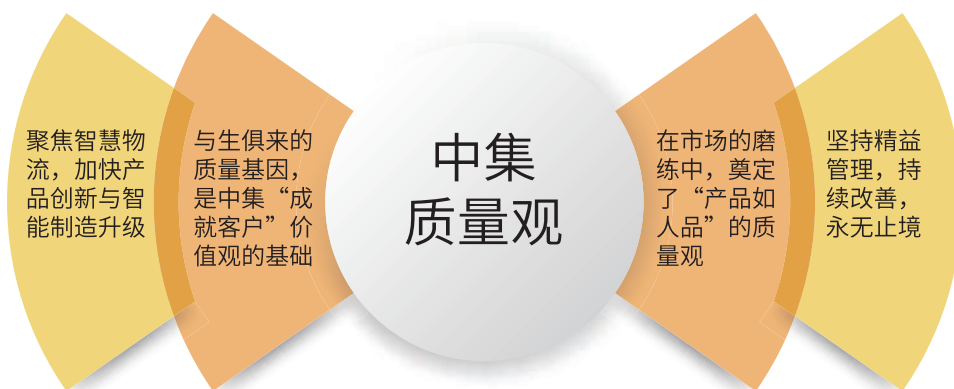 聚焦智慧物
流，加快产
品创新与智
能制造升级
与生俱来的
质量基因，
是中集“成
就客户”价
值观的基础
中集
质量观
在市场的磨
练中，奠定
了“产品如
人品”的质
量观
坚持精益
管理，持
续改善，
永无止境